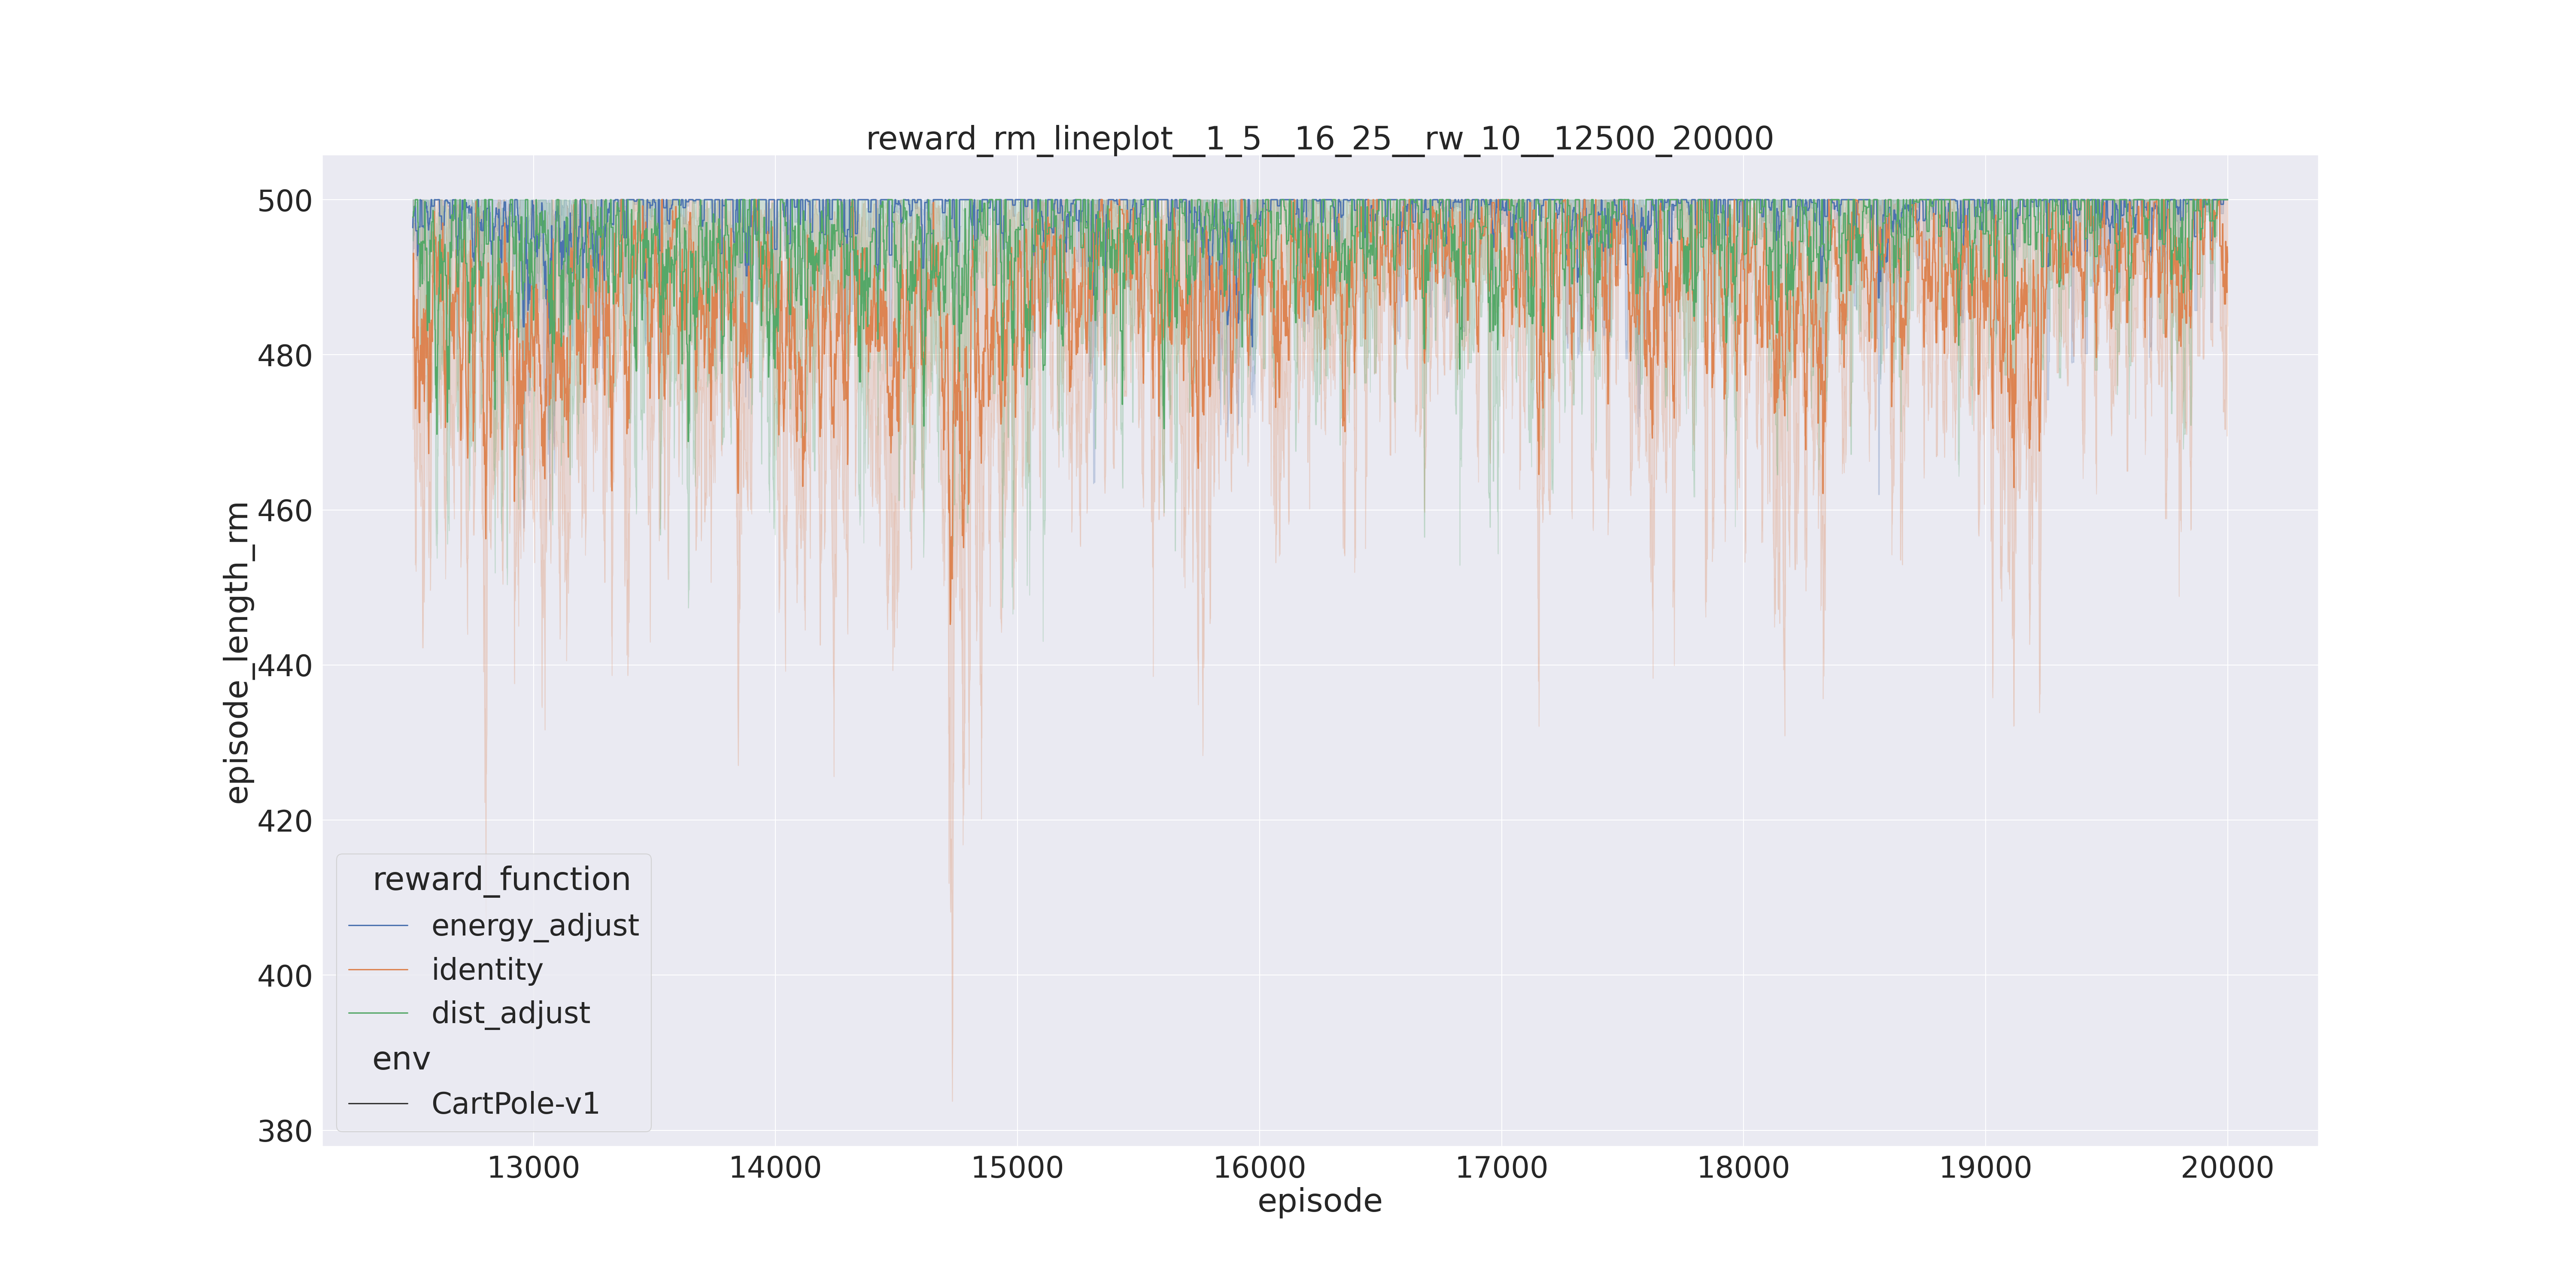 reward_rm_lineplot__1_5__16_25__rw_10__12500_20000
episode_length_rm
500
480
460
440
420
400
380
reward_function
energy_adjust
identity
dist_adjust
env
CartPole-v1
13000 14000 15000 16000 17000 18000 19000 20000
episode